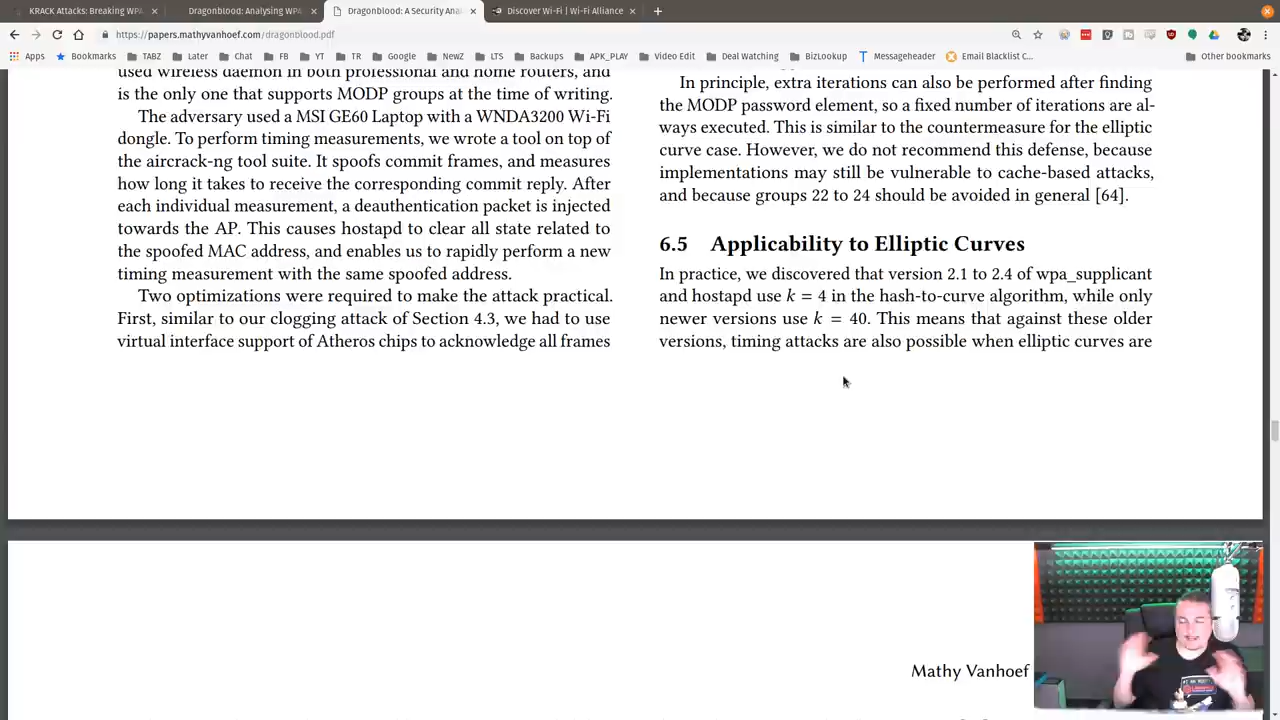 KRACK Attacks: Breaking WPA
Dragonblood: Analysing WPA
Dragonblood: A Security Ana
Discover Wi-Fi | Wi-Fi Alliance
https://papers.mathyvanhoef.com/dragonblood.pdf
Apps Bookmarks TABZ Later Chat FB YT TR Google NewZ LTS Backups APK_PLAY Video Edit Deal Watching BizLookup Messageheader Email Blacklist C... Other bookmarks
used wireless daemon in both professional and home routers, and
is the only one that supports MODP groups at the time of writing.
The adversary used a MSI GE60 Laptop with a WNDA3200 Wi-Fi
dongle. To perform timing measurements, we wrote a tool on top of
the aircrack-ng tool suite. It spoofs commit frames, and measures
how long it takes to receive the corresponding commit reply. After
each individual measurement, a deauthentication packet is injected
towards the AP. This causes hostapd to clear all state related to
the spoofed MAC address, and enables us to rapidly perform a new
timing measurement with the same spoofed address.
Two optimizations were required to make the attack practical.
First, similar to our clogging attack of Section 4.3, we had to use
virtual interface support of Atheros chips to acknowledge all frames
In principle, extra iterations can also be performed after finding
the MODP password element, so a fixed number of iterations are al-
ways executed. This is similar to the countermeasure for the elliptic
curve case. However, we do not recommend this defense, because
implementations may still be vulnerable to cache-based attacks,
and because groups 22 to 24 should be avoided in general [64].
6.5 Applicability to Elliptic Curves
In practice, we discovered that version 2.1 to 2.4 of wpa_supplicant
and hostapd use k = 4 in the hash-to-curve algorithm, while only
newer versions use k = 40. This means that against these older
versions, timing attacks are also possible when elliptic curves are
Mathy Vanhoef